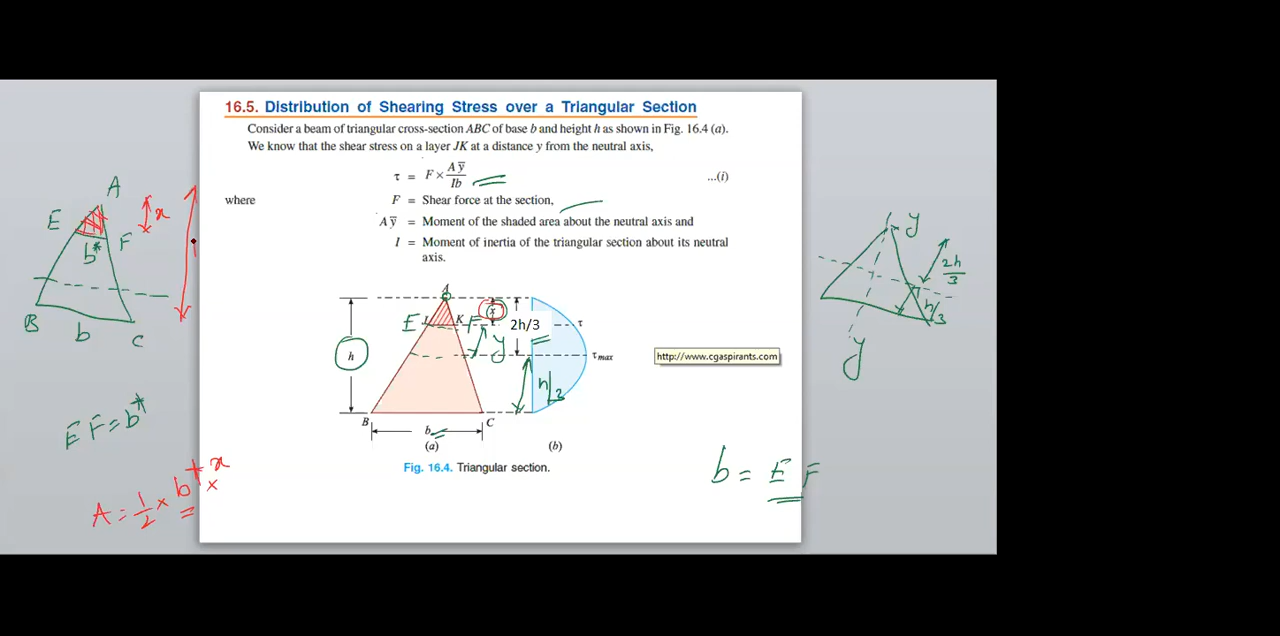 16.5. Distribution of Shearing Stress over a Triangular Section
Consider a beam of triangular cross-section ABC of base b and height h as shown in Fig. 16.4 (a).
We know that the shear stress on a layer JK at a distance y from the neutral axis,
τ = F × Aȳ / Ib ...(i)
where F = Shear force at the section,
Aȳ = Moment of the shaded area about the neutral axis and
I = Moment of inertia of the triangular section about its neutral
axis.
A
E
F
x
b*
B
b
C
EF = b*
A = 1/2 × b* × x
A
E J K F
x
2h/3
τ
h
y
τmax
h/3
B
C
b
(a) (b)
Fig. 16.4. Triangular section.
http://www.cgaspirants.com
y
2h/3
h/3
y
b = EF